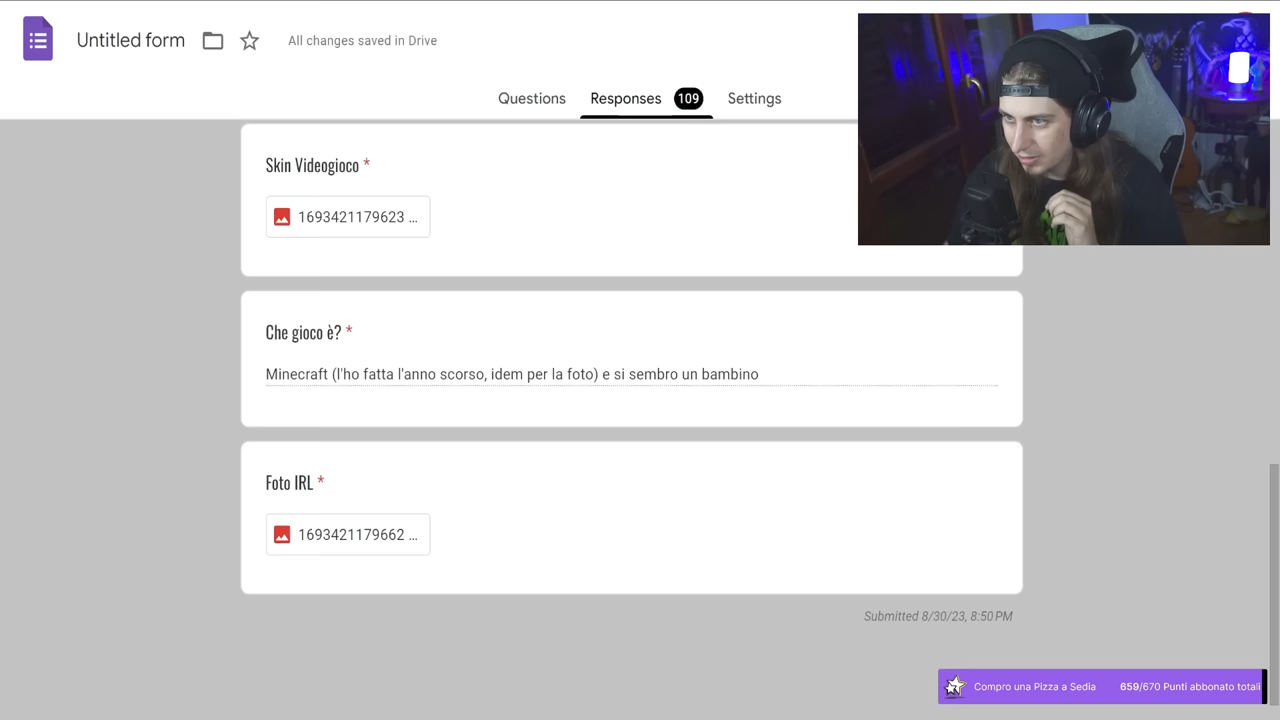 Untitled form
All changes saved in Drive
Questions
Responses 109
Settings
Skin Videogioco *
1693421179623 ...
Che gioco è? *
Minecraft (l'ho fatta l'anno scorso, idem per la foto) e si sembro un bambino
Foto IRL *
1693421179662 ...
Submitted 8/30/23, 8:50 PM
Compro una Pizza a Sedia 659/670 Punti abbonato totali